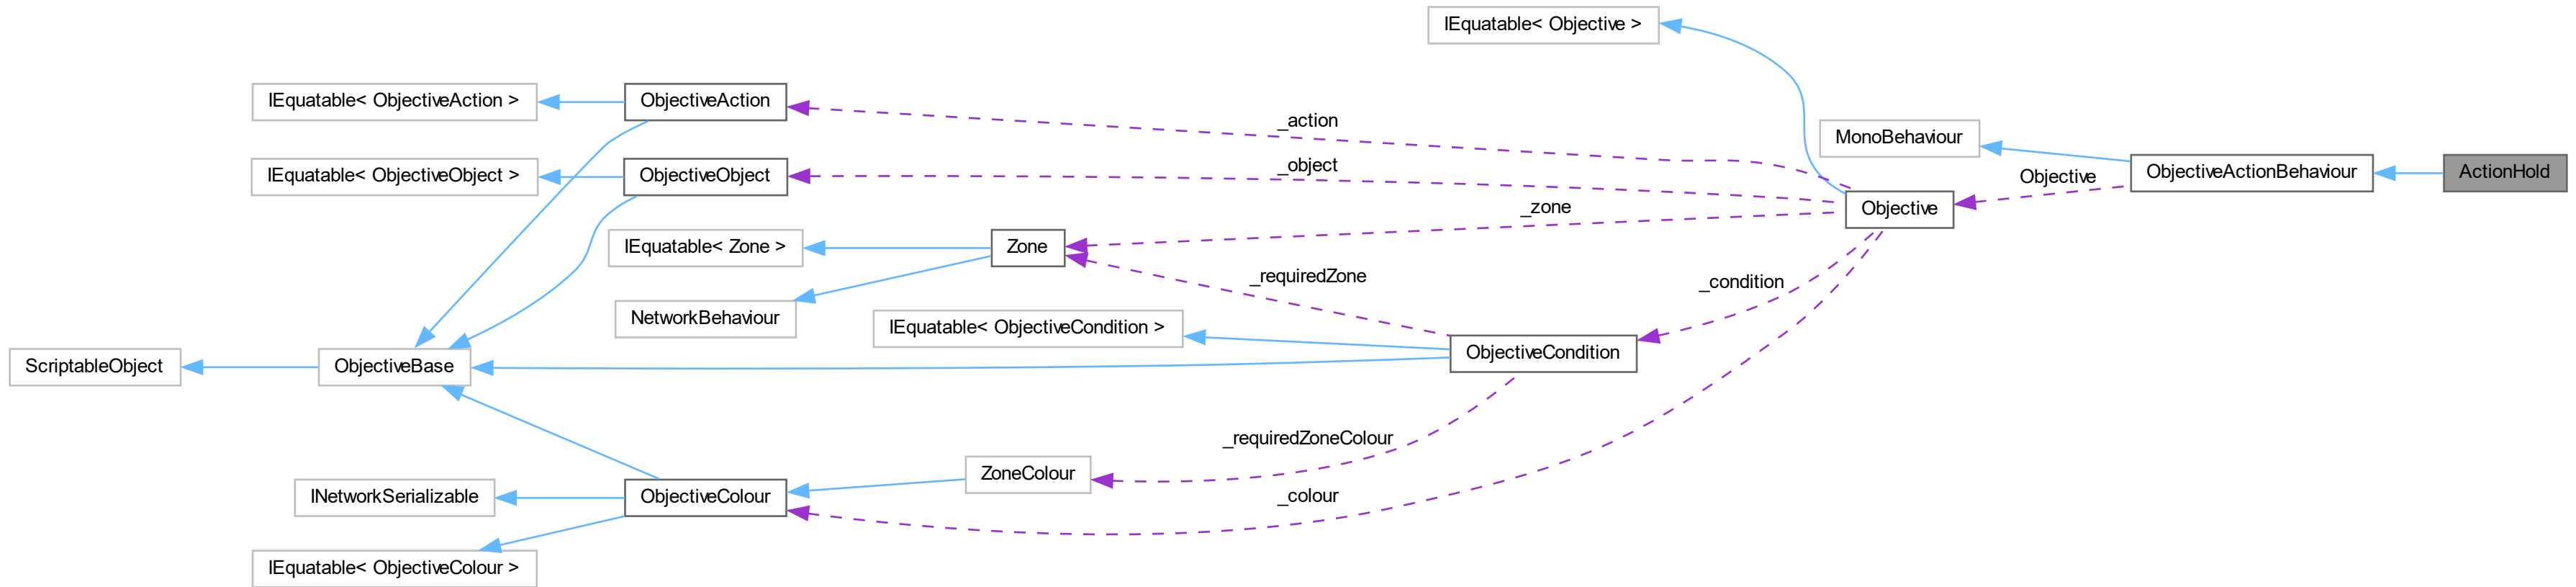 IEquatable< Objective >
IEquatable< ObjectiveAction >
ObjectiveAction
_action
MonoBehaviour
IEquatable< ObjectiveObject >
ObjectiveObject
_object
Objective
ObjectiveActionBehaviour
ActionHold
_zone
Objective
IEquatable< Zone >
Zone
_requiredZone
_condition
NetworkBehaviour
IEquatable< ObjectiveCondition >
ObjectiveCondition
ScriptableObject
ObjectiveBase
_requiredZoneColour
ZoneColour
INetworkSerializable
ObjectiveColour
_colour
IEquatable< ObjectiveColour >